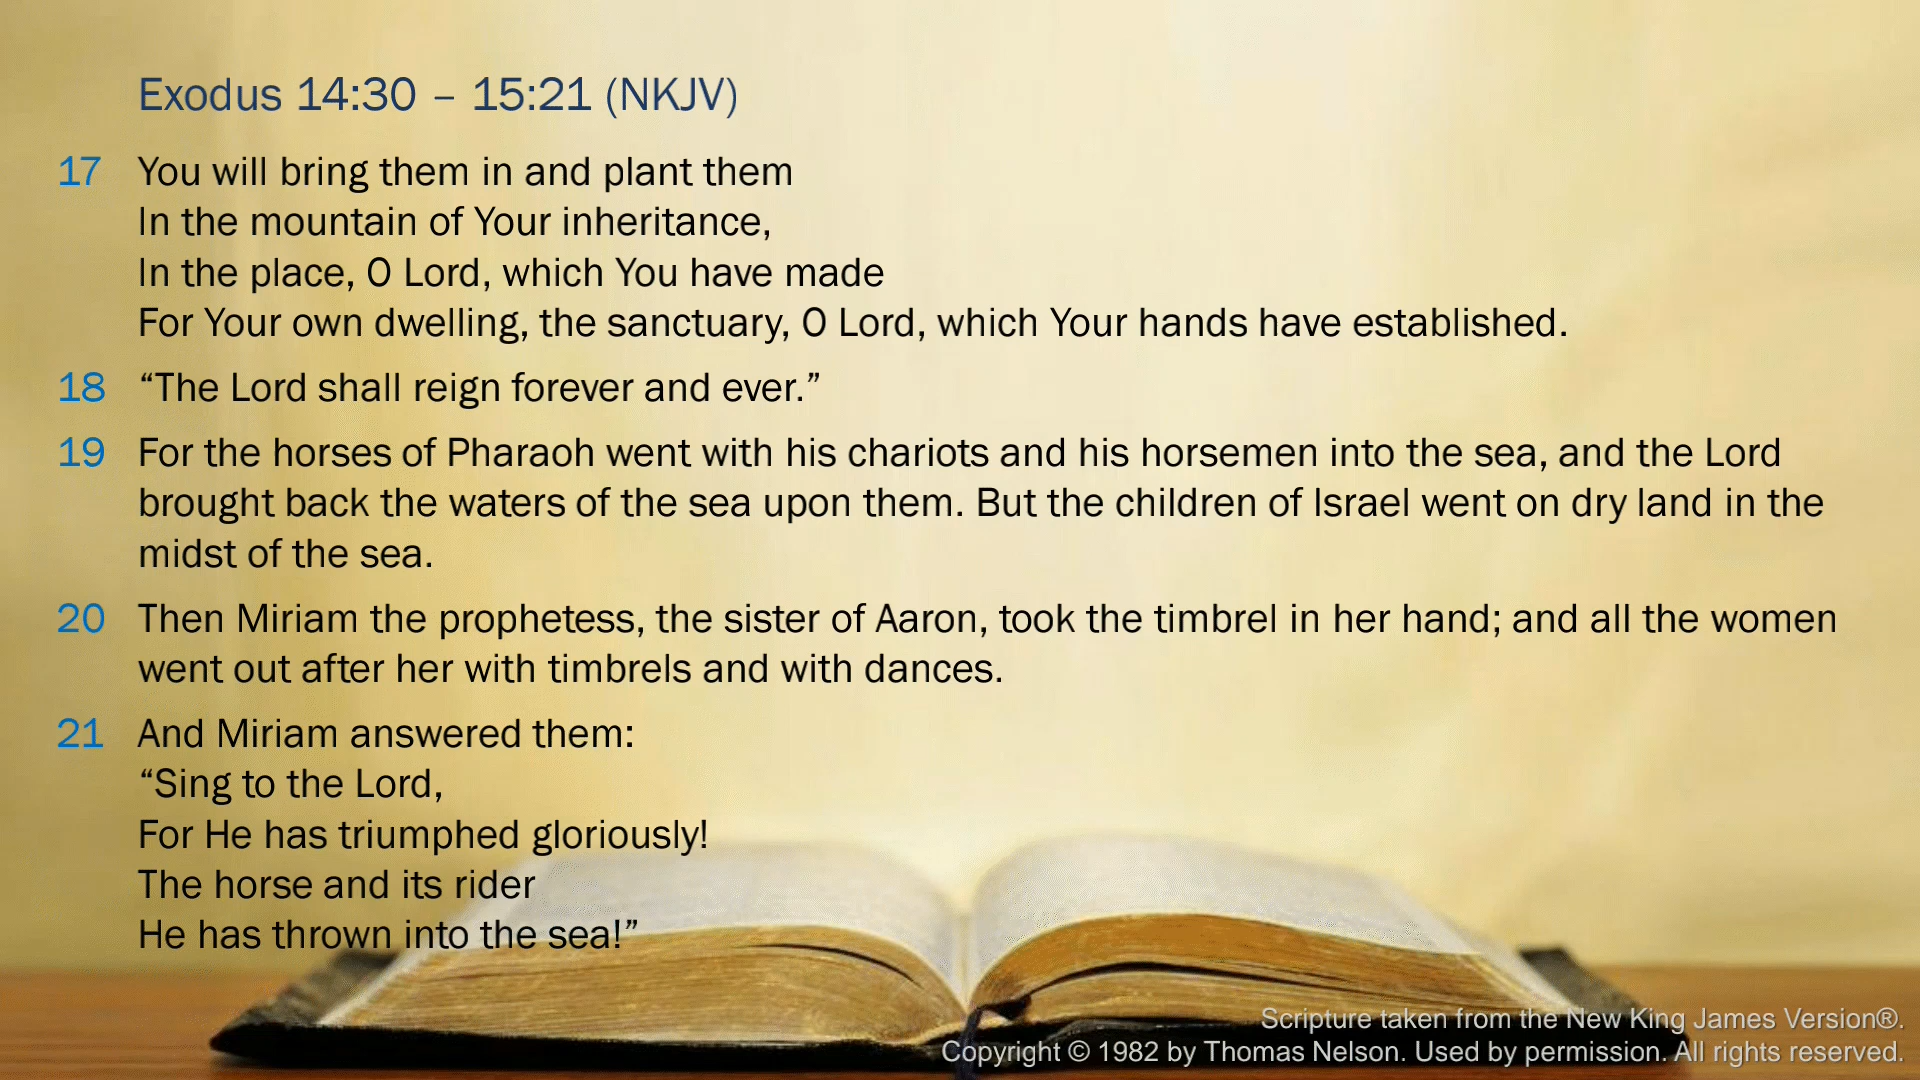 Exodus 14:30 – 15:21 (NKJV)
17 You will bring them in and plant them
In the mountain of Your inheritance,
In the place, O Lord, which You have made
For Your own dwelling, the sanctuary, O Lord, which Your hands have established.
18 “The Lord shall reign forever and ever.”
19 For the horses of Pharaoh went with his chariots and his horsemen into the sea, and the Lord
brought back the waters of the sea upon them. But the children of Israel went on dry land in the
midst of the sea.
20 Then Miriam the prophetess, the sister of Aaron, took the timbrel in her hand; and all the women
went out after her with timbrels and with dances.
21 And Miriam answered them:
“Sing to the Lord,
For He has triumphed gloriously!
The horse and its rider
He has thrown into the sea!”
Scripture taken from the New King James Version®.
Copyright © 1982 by Thomas Nelson. Used by permission. All rights reserved.